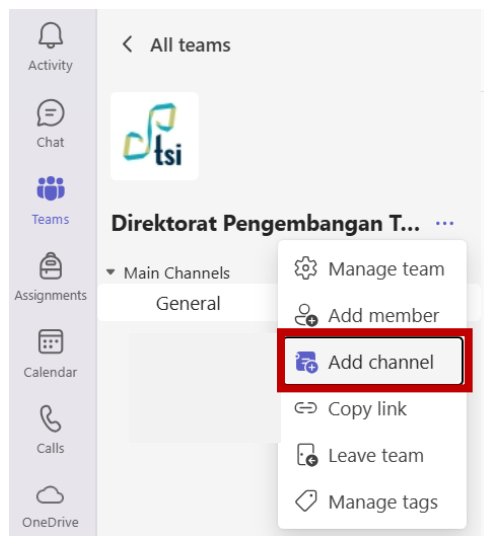 Activity
Chat
Teams
Assignments
Calendar
Calls
OneDrive
All teams
tsi
Direktorat Pengembangan T... ...
Main Channels
General
Manage team
Add member
Add channel
Copy link
Leave team
Manage tags